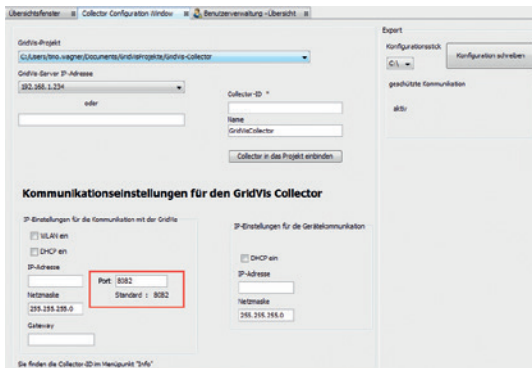 Übersichtsfenster
Collector Configuration Window
Benutzerverwaltung -Übersicht
GridVis-Projekt
C:/Users/tino.wagner/Documents/GridVisProjekte/GridVis-Collector
GridVis-Server IP-Adresse
192.168.1.234
oder
Collector-ID *
Name
GridVisCollector
Collector in das Projekt einbinden
Export
Konfigurationsstick
C:\
Konfiguration schreiben
geschützte Kommunikation
aktiv
Kommunikationseinstellungen für den GridVis Collector
IP-Einstellungen für die Kommunikation mit der GridVis
WLAN ein
DHCP ein
IP-Adresse
Port 8082
Standard : 8082
Netzmaske
255.255.255.0
Gateway
IP-Einstellungen für die Gerätekommunikation
DHCP ein
IP-Adresse
Netzmaske
255.255.255.0
Sie finden die Collector-ID im Menüpunkt "Info"